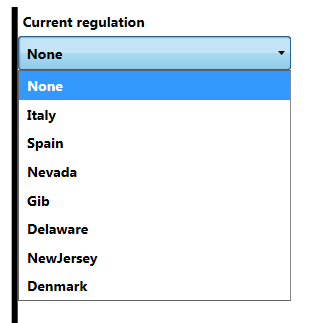 Current regulation
None
None
Italy
Spain
Nevada
Gib
Delaware
NewJersey
Denmark